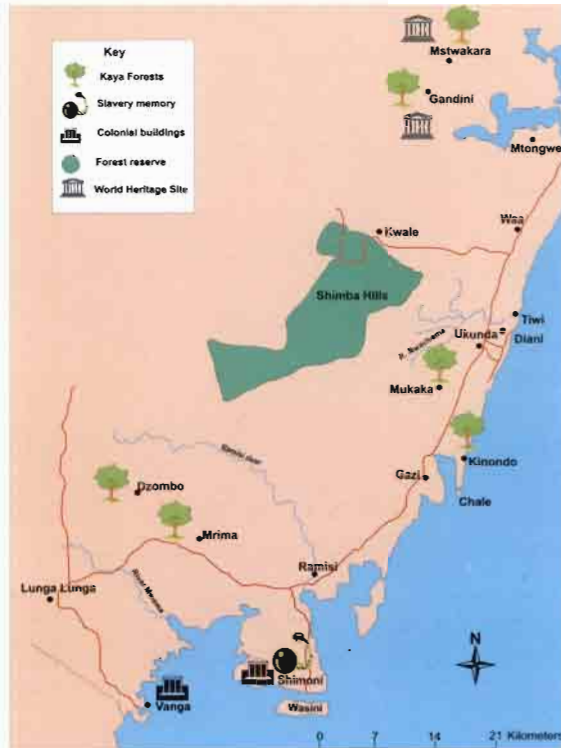 Key
Kaya Forests
Slavery memory
Colonial buildings
Forest reserve
World Heritage Site
Mstwakara
Gandini
Mtongwe
Waa
Kwale
Shimba Hills
Tiwi
Ukunda
Diani
Mukaka
Kinondo
Gazi
Chale
Dzombo
Mrima
Ramisi
Lunga Lunga
Shimoni
Vanga
Wasini
N
0 7 14 21 Kilometers